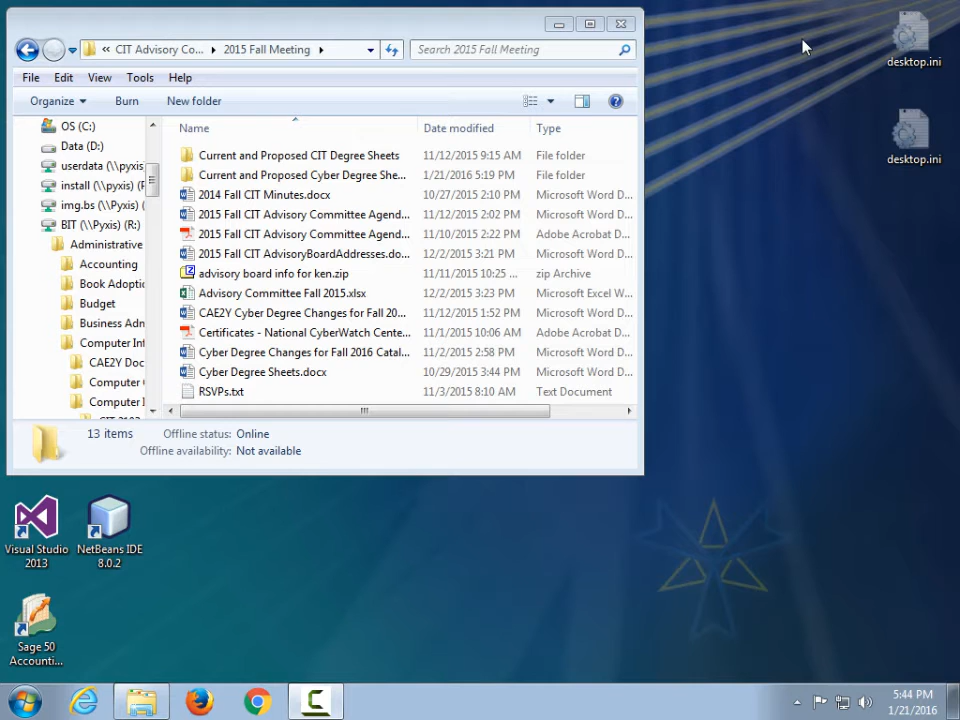 « CIT Advisory Co... 2015 Fall Meeting
Search 2015 Fall Meeting
File Edit View Tools Help
Organize Burn New folder
Name Date modified Type
OS (C:)
Data (D:)
userdata (\\pyxis
install (\\pyxis) (
img.bs (\\Pyxis) (
BIT (\\Pyxis) (R:)
Administrative
Accounting
Book Adoptic
Budget
Business Adn
Computer Int
CAE2Y Doc
Computer
Computer I
Current and Proposed CIT Degree Sheets 11/12/2015 9:15 AM File folder
Current and Proposed Cyber Degree She... 1/21/2016 5:19 PM File folder
2014 Fall CIT Minutes.docx 10/27/2015 2:10 PM Microsoft Word D...
2015 Fall CIT Advisory Committee Agend... 11/12/2015 2:02 PM Microsoft Word D...
2015 Fall CIT Advisory Committee Agend... 11/10/2015 2:22 PM Adobe Acrobat D...
2015 Fall CIT AdvisoryBoardAddresses.do... 12/2/2015 3:21 PM Microsoft Word D...
advisory board info for ken.zip 11/11/2015 10:25 ... zip Archive
Advisory Committee Fall 2015.xlsx 12/2/2015 3:23 PM Microsoft Excel W...
CAE2Y Cyber Degree Changes for Fall 20... 11/12/2015 1:52 PM Microsoft Word D...
Certificates - National CyberWatch Cente... 11/1/2015 10:06 AM Adobe Acrobat D...
Cyber Degree Changes for Fall 2016 Catal... 11/2/2015 2:58 PM Microsoft Word D...
Cyber Degree Sheets.docx 10/29/2015 3:44 PM Microsoft Word D...
RSVPs.txt 11/3/2015 8:10 AM Text Document
13 items Offline status: Online
Offline availability: Not available
desktop.ini
desktop.ini
Visual Studio 2013
NetBeans IDE 8.0.2
Sage 50 Accounti...
5:44 PM
1/21/2016